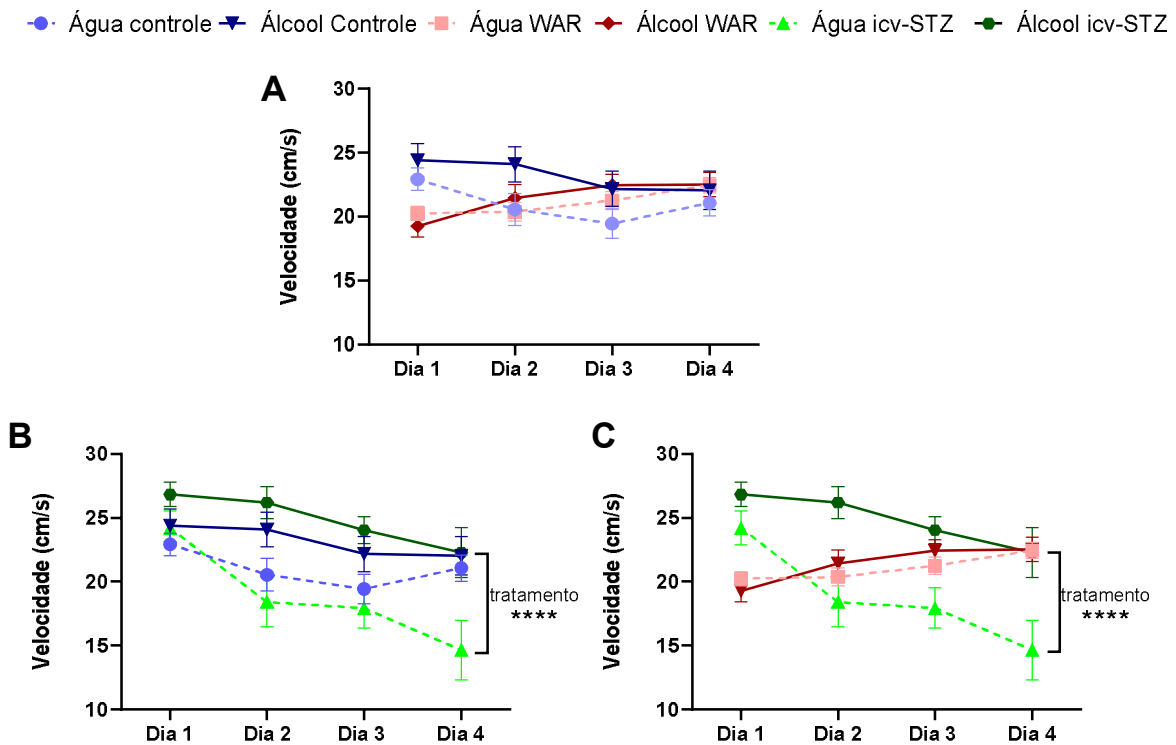 Água controle Álcool Controle Água WAR Álcool WAR Água icv-STZ Álcool icv-STZ
A
Velocidade (cm/s)
30
25
20
15
10
Dia 1 Dia 2 Dia 3 Dia 4
B
Velocidade (cm/s)
30
25
20
15
10
tratamento
****
Dia 1 Dia 2 Dia 3 Dia 4
C
Velocidade (cm/s)
30
25
20
15
10
tratamento
****
Dia 1 Dia 2 Dia 3 Dia 4